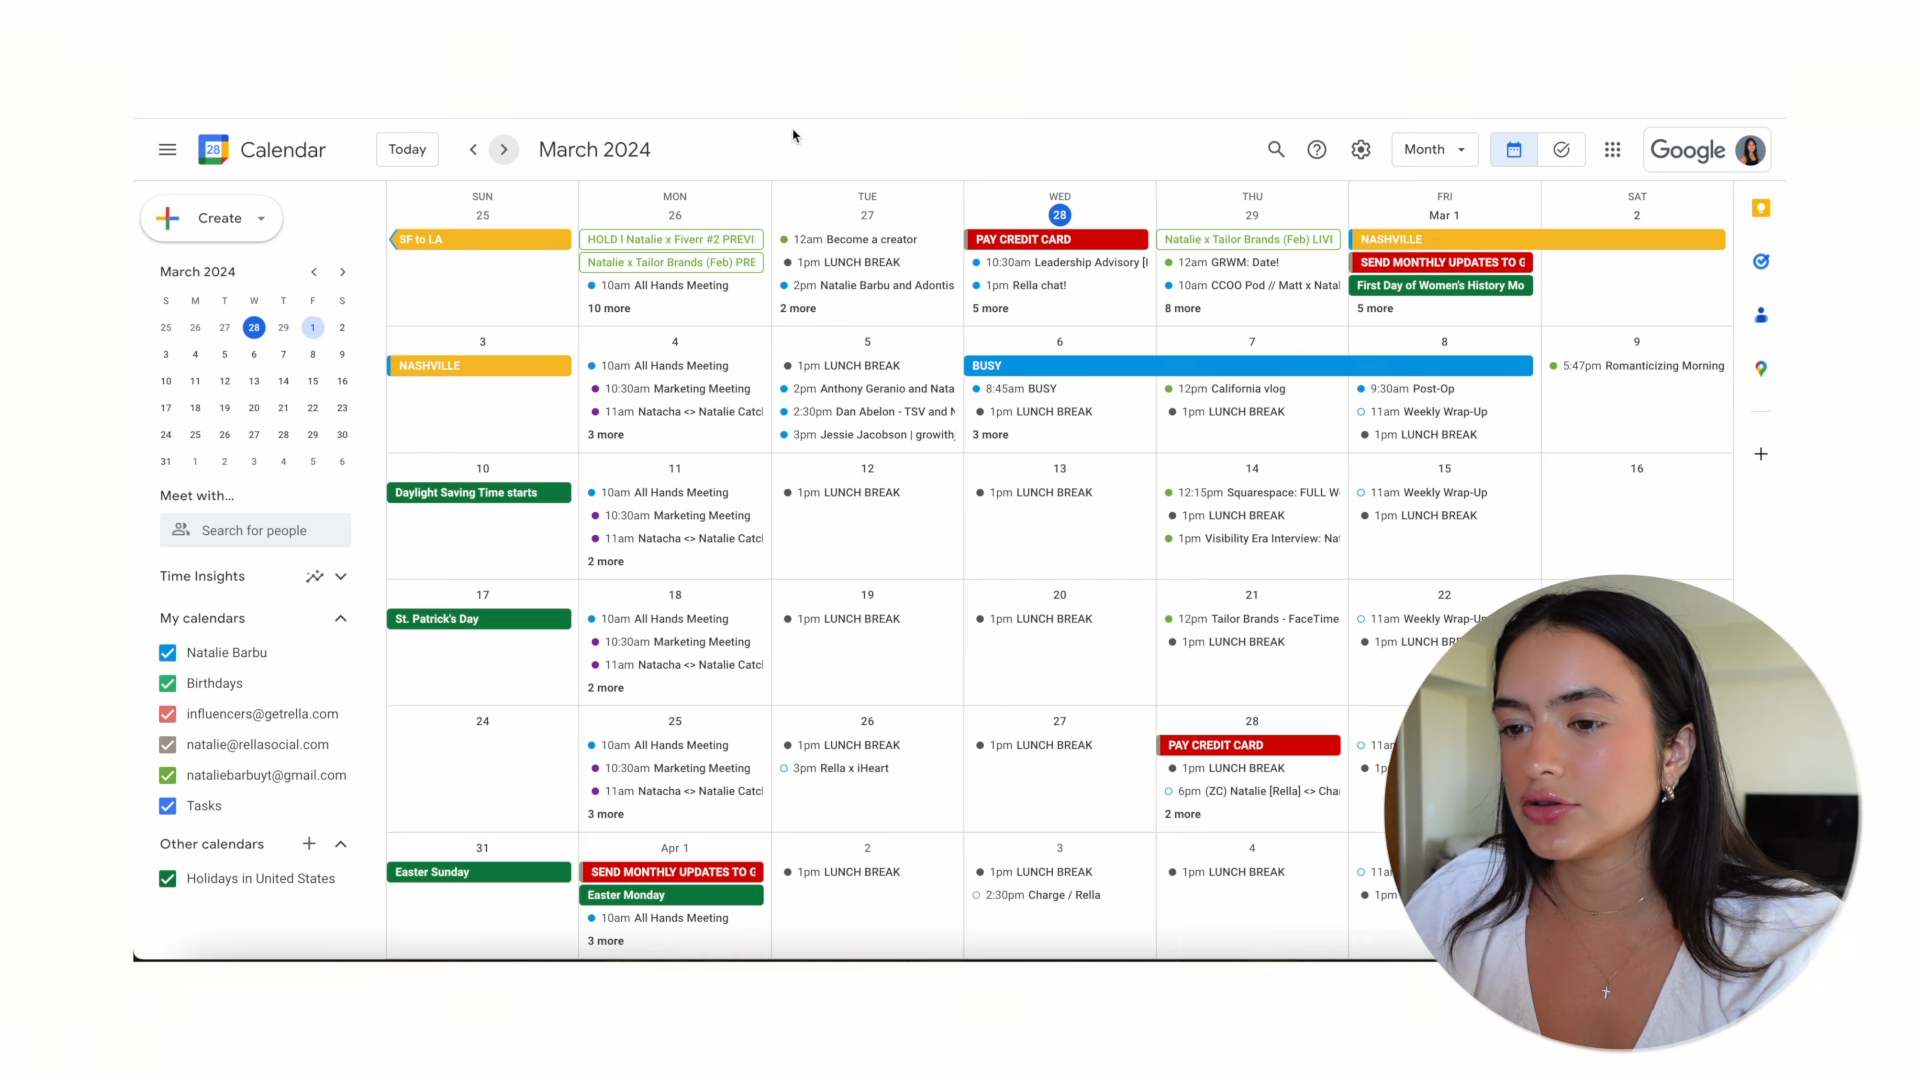 28 Calendar Today March 2024 Month Google
Create
March 2024
S M T W T F S
25 26 27 28 29 1 2
3 4 5 6 7 8 9
10 11 12 13 14 15 16
17 18 19 20 21 22 23
24 25 26 27 28 29 30
31 1 2 3 4 5 6
Meet with...
Search for people
Time Insights
My calendars
Natalie Barbu
Birthdays
influencers@getrella.com
natalie@rellasocial.com
nataliebarbuyt@gmail.com
Tasks
Other calendars
Holidays in United States
SUN MON TUE WED THU FRI SAT
25
SF to LA
26
HOLD I Natalie x Fiverr #2 PREVI
Natalie x Tailor Brands (Feb) PRE
10am All Hands Meeting
10 more
27
12am Become a creator
1pm LUNCH BREAK
2pm Natalie Barbu and Adontis
2 more
28
PAY CREDIT CARD
10:30am Leadership Advisory
1pm Rella chat!
5 more
29
Natalie x Tailor Brands (Feb) LIVI
12am GRWM: Date!
10am CCOO Pod // Matt x Natal
8 more
Mar 1
NASHVILLE
SEND MONTHLY UPDATES TO G
First Day of Women's History Mo
5 more
2
3
NASHVILLE
4
10am All Hands Meeting
10:30am Marketing Meeting
11am Natacha <> Natalie Catcl
3 more
5
1pm LUNCH BREAK
2pm Anthony Geranio and Nata
2:30pm Dan Abelon - TSV and N
3pm Jessie Jacobson | growith
6
BUSY
8:45am BUSY
1pm LUNCH BREAK
3 more
7
12pm California vlog
1pm LUNCH BREAK
8
9:30am Post-Op
11am Weekly Wrap-Up
1pm LUNCH BREAK
9
5:47pm Romanticizing Morning
10
Daylight Saving Time starts
11
10am All Hands Meeting
10:30am Marketing Meeting
11am Natacha <> Natalie Catcl
2 more
12
1pm LUNCH BREAK
13
1pm LUNCH BREAK
14
12:15pm Squarespace: FULL W
1pm LUNCH BREAK
1pm Visibility Era Interview: Nat
15
11am Weekly Wrap-Up
1pm LUNCH BREAK
16
17
St. Patrick's Day
18
10am All Hands Meeting
10:30am Marketing Meeting
11am Natacha <> Natalie Catcl
2 more
19
1pm LUNCH BREAK
20
1pm LUNCH BREAK
21
12pm Tailor Brands - FaceTime
1pm LUNCH BREAK
22
11am Weekly Wrap-Up
1pm LUNCH BR
24
25
10am All Hands Meeting
10:30am Marketing Meeting
11am Natacha <> Natalie Catcl
3 more
26
1pm LUNCH BREAK
3pm Rella x iHeart
27
1pm LUNCH BREAK
28
PAY CREDIT CARD
1pm LUNCH BREAK
6pm (ZC) Natalie [Rella] <> Cha
2 more
11a
1p
31
Easter Sunday
Apr 1
SEND MONTHLY UPDATES TO G
Easter Monday
10am All Hands Meeting
3 more
2
1pm LUNCH BREAK
3
1pm LUNCH BREAK
2:30pm Charge / Rella
4
1pm LUNCH BREAK
11a
1pm